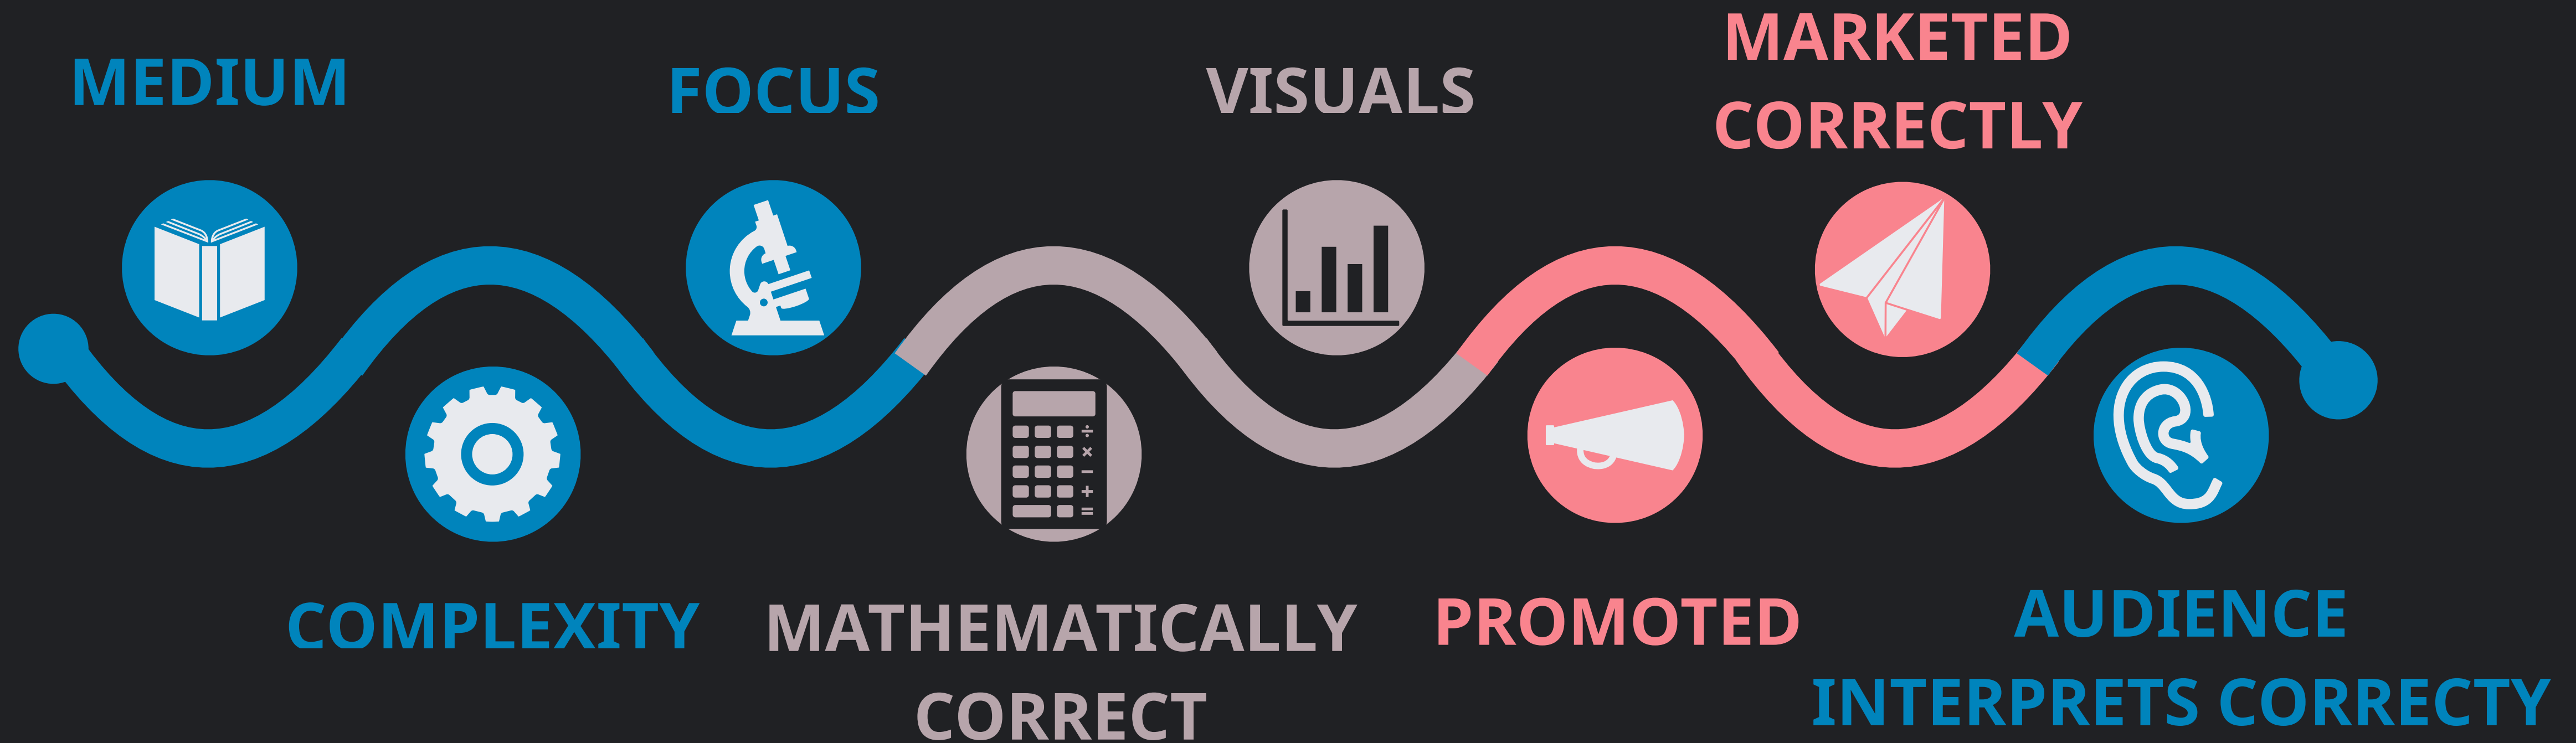 MEDIUM
COMPLEXITY
FOCUS
MATHEMATICALLY
CORRECT
VISUALS
PROMOTED
MARKETED
CORRECTLY
AUDIENCE
INTERPRETS CORRECTY